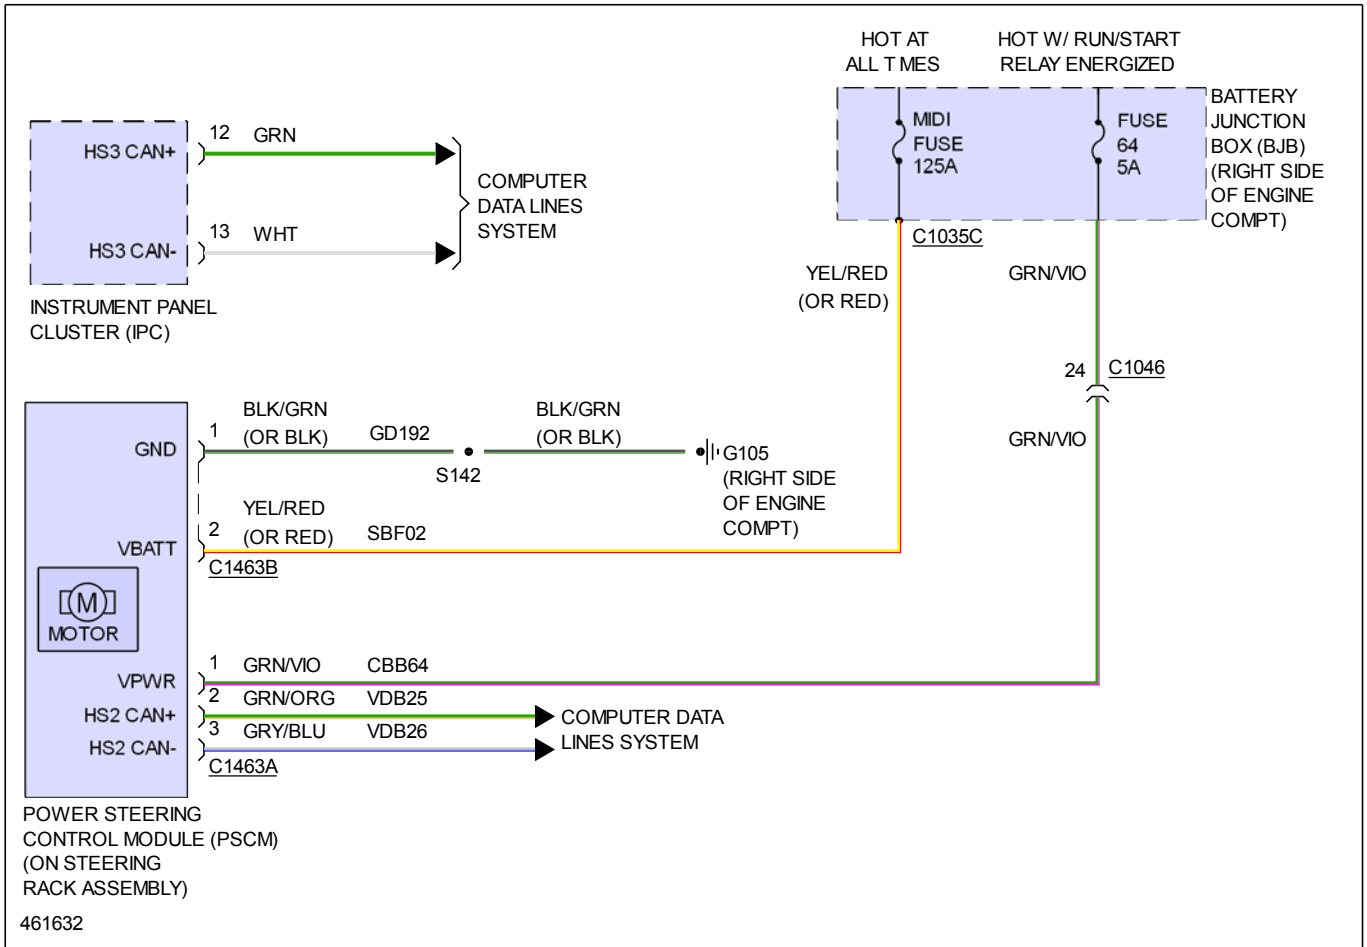 HOT AT
ALL T MES
HOT W/ RUN/START
RELAY ENERGIZED
MIDI
FUSE
125A
FUSE
64
5A
BATTERY
JUNCTION
BOX (BJB)
(RIGHT SIDE
OF ENGINE
COMPT)
C1035C
YEL/RED
(OR RED)
GRN/VIO
24
C1046
GRN/VIO
HS3 CAN+
12
GRN
HS3 CAN-
13
WHT
COMPUTER
DATA LINES
SYSTEM
INSTRUMENT PANEL
CLUSTER (IPC)
GND
1
BLK/GRN
(OR BLK)
GD192
S142
BLK/GRN
(OR BLK)
G105
(RIGHT SIDE
OF ENGINE
COMPT)
VBATT
2
YEL/RED
(OR RED)
SBF02
C1463B
M
MOTOR
VPWR
1
GRN/VIO
CBB64
HS2 CAN+
2
GRN/ORG
VDB25
HS2 CAN-
3
GRY/BLU
VDB26
C1463A
COMPUTER DATA
LINES SYSTEM
POWER STEERING
CONTROL MODULE (PSCM)
(ON STEERING
RACK ASSEMBLY)
461632